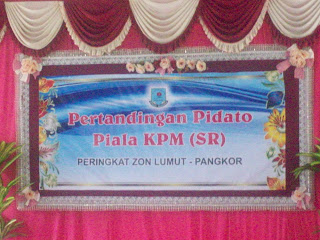 Pertandingan Pidato
Piala KPM (SR)
PERINGKAT ZON LUMUT - PANGKOR